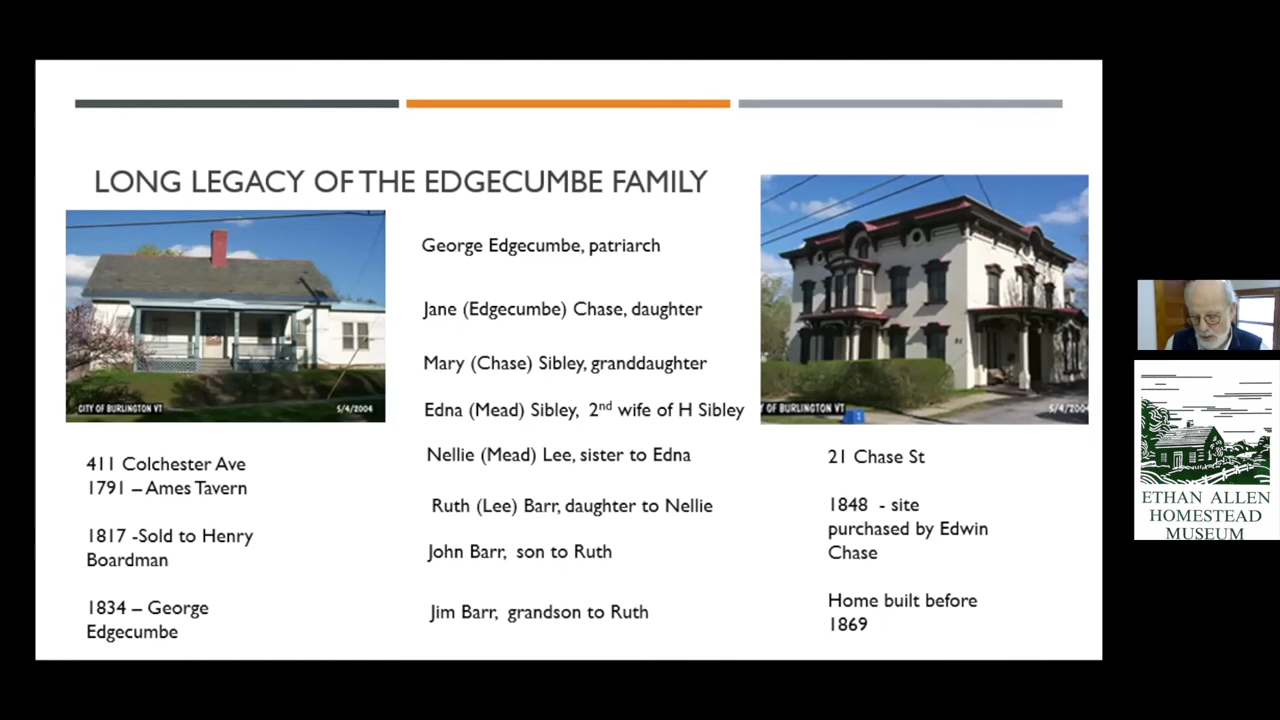 LONG LEGACY OF THE EDGECUMBE FAMILY
CITY OF BURLINGTON VT
5/4/2004
411 Colchester Ave
1791 – Ames Tavern
1817 -Sold to Henry
Boardman
1834 – George
Edgecumbe
George Edgecumbe, patriarch
Jane (Edgecumbe) Chase, daughter
Mary (Chase) Sibley, granddaughter
Edna (Mead) Sibley, 2nd wife of H Sibley
Nellie (Mead) Lee, sister to Edna
Ruth (Lee) Barr, daughter to Nellie
John Barr, son to Ruth
Jim Barr, grandson to Ruth
OF BURLINGTON VT
5/4/2004
21 Chase St
1848 - site
purchased by Edwin
Chase
Home built before
1869
ETHAN ALLEN
HOMESTEAD
MUSEUM